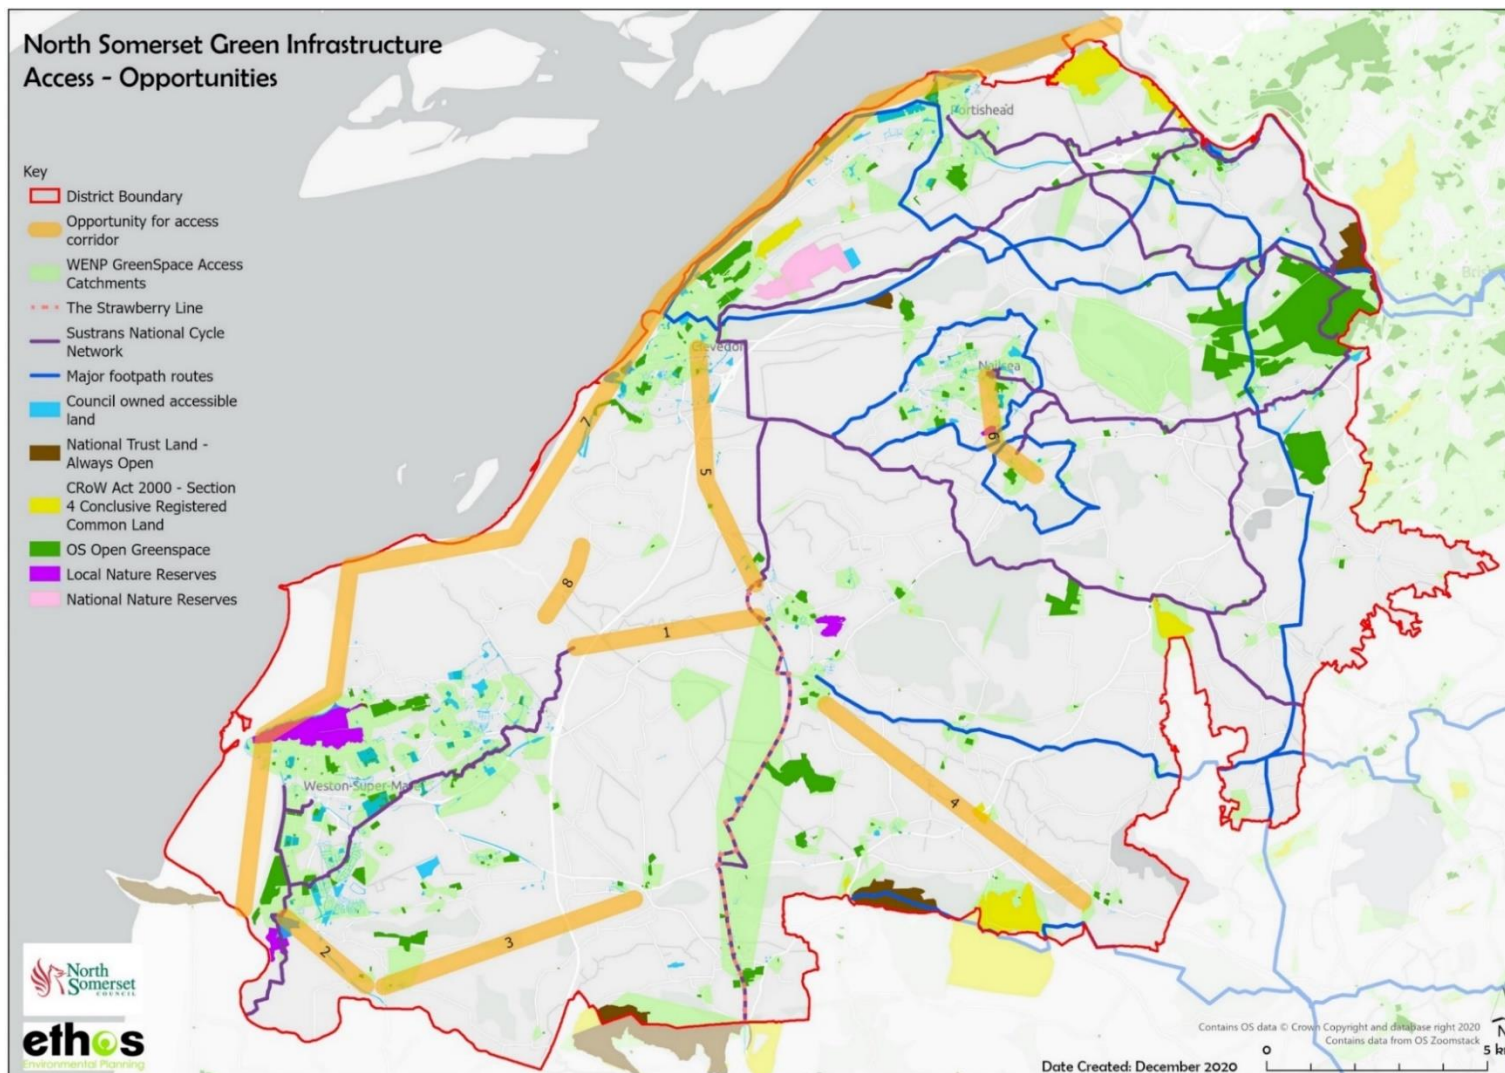 North Somerset Green Infrastructure
Access - Opportunities
Key
District Boundary
Opportunity for access
corridor
WENP GreenSpace Access
Catchments
The Strawberry Line
Sustrans National Cycle
Network
Major footpath routes
Council owned accessible
land
National Trust Land -
Always Open
CRoW Act 2000 - Section
4 Conclusive Registered
Common Land
OS Open Greenspace
Local Nature Reserves
National Nature Reserves
Portishead
Clevedon
Nailsea
Weston-Super-Mare
7
5
6
8
1
4
3
2
North
Somerset
COUNCIL
ethos
Environmental Planning
Contains OS data © Crown Copyright and database right 2020
Contains data from OS Zoomstack
Date Created: December 2020
0
N